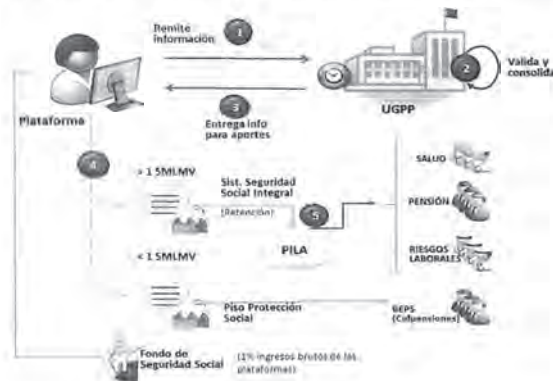 Remite
información
1
2
Valida y
consolida
UGPP
3
Entrega info
para aportes
Plataforma
4
> 1 SMLMV
Sist. Seguridad
Social Integral
(Retención)
5
PILA
SALUD
PENSIÓN
RIESGOS
LABORALES
< 1 SMLMV
Piso Protección
Social
BEPS
(Colpensiones)
Fondo de
Seguridad Social
(1% ingresos brutos de las
plataformas)